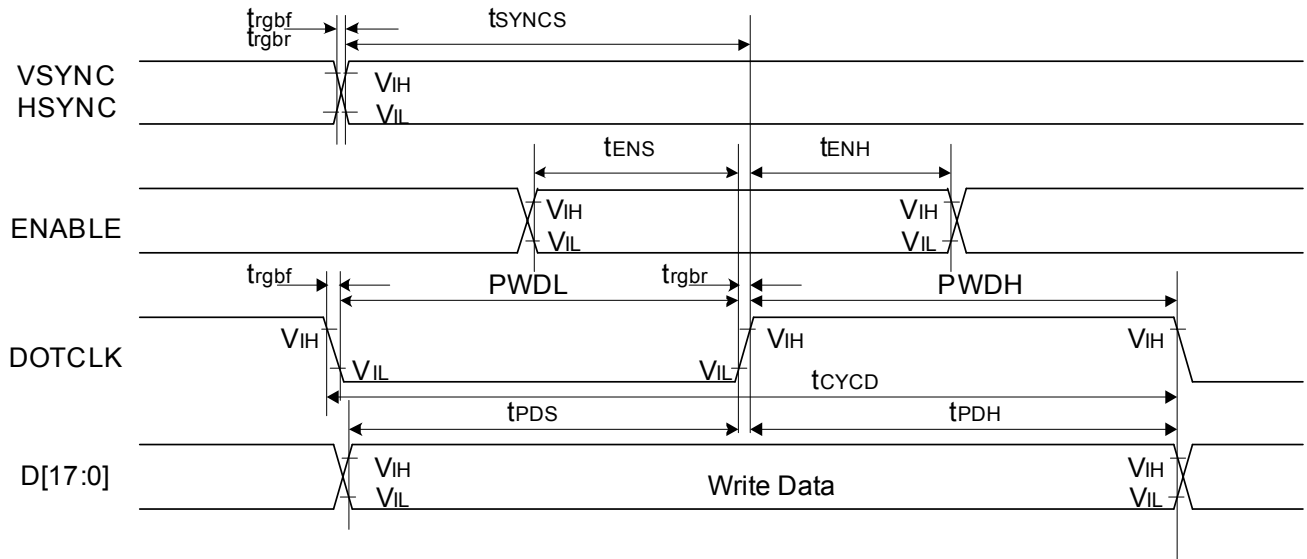 trgbf
trgbr
tSYNCS
VSYNC
HSYNC
VIH
VIL
tENS
tENH
ENABLE
VIH
VIL
VIH
VIL
trgbf
PWDL
trgbr
PWDH
DOTCLK
VIH
VIL
VIL
VIH
VIH
tCYCD
tPDS
tPDH
D[17:0]
VIH
VIL
Write Data
VIH
VIL